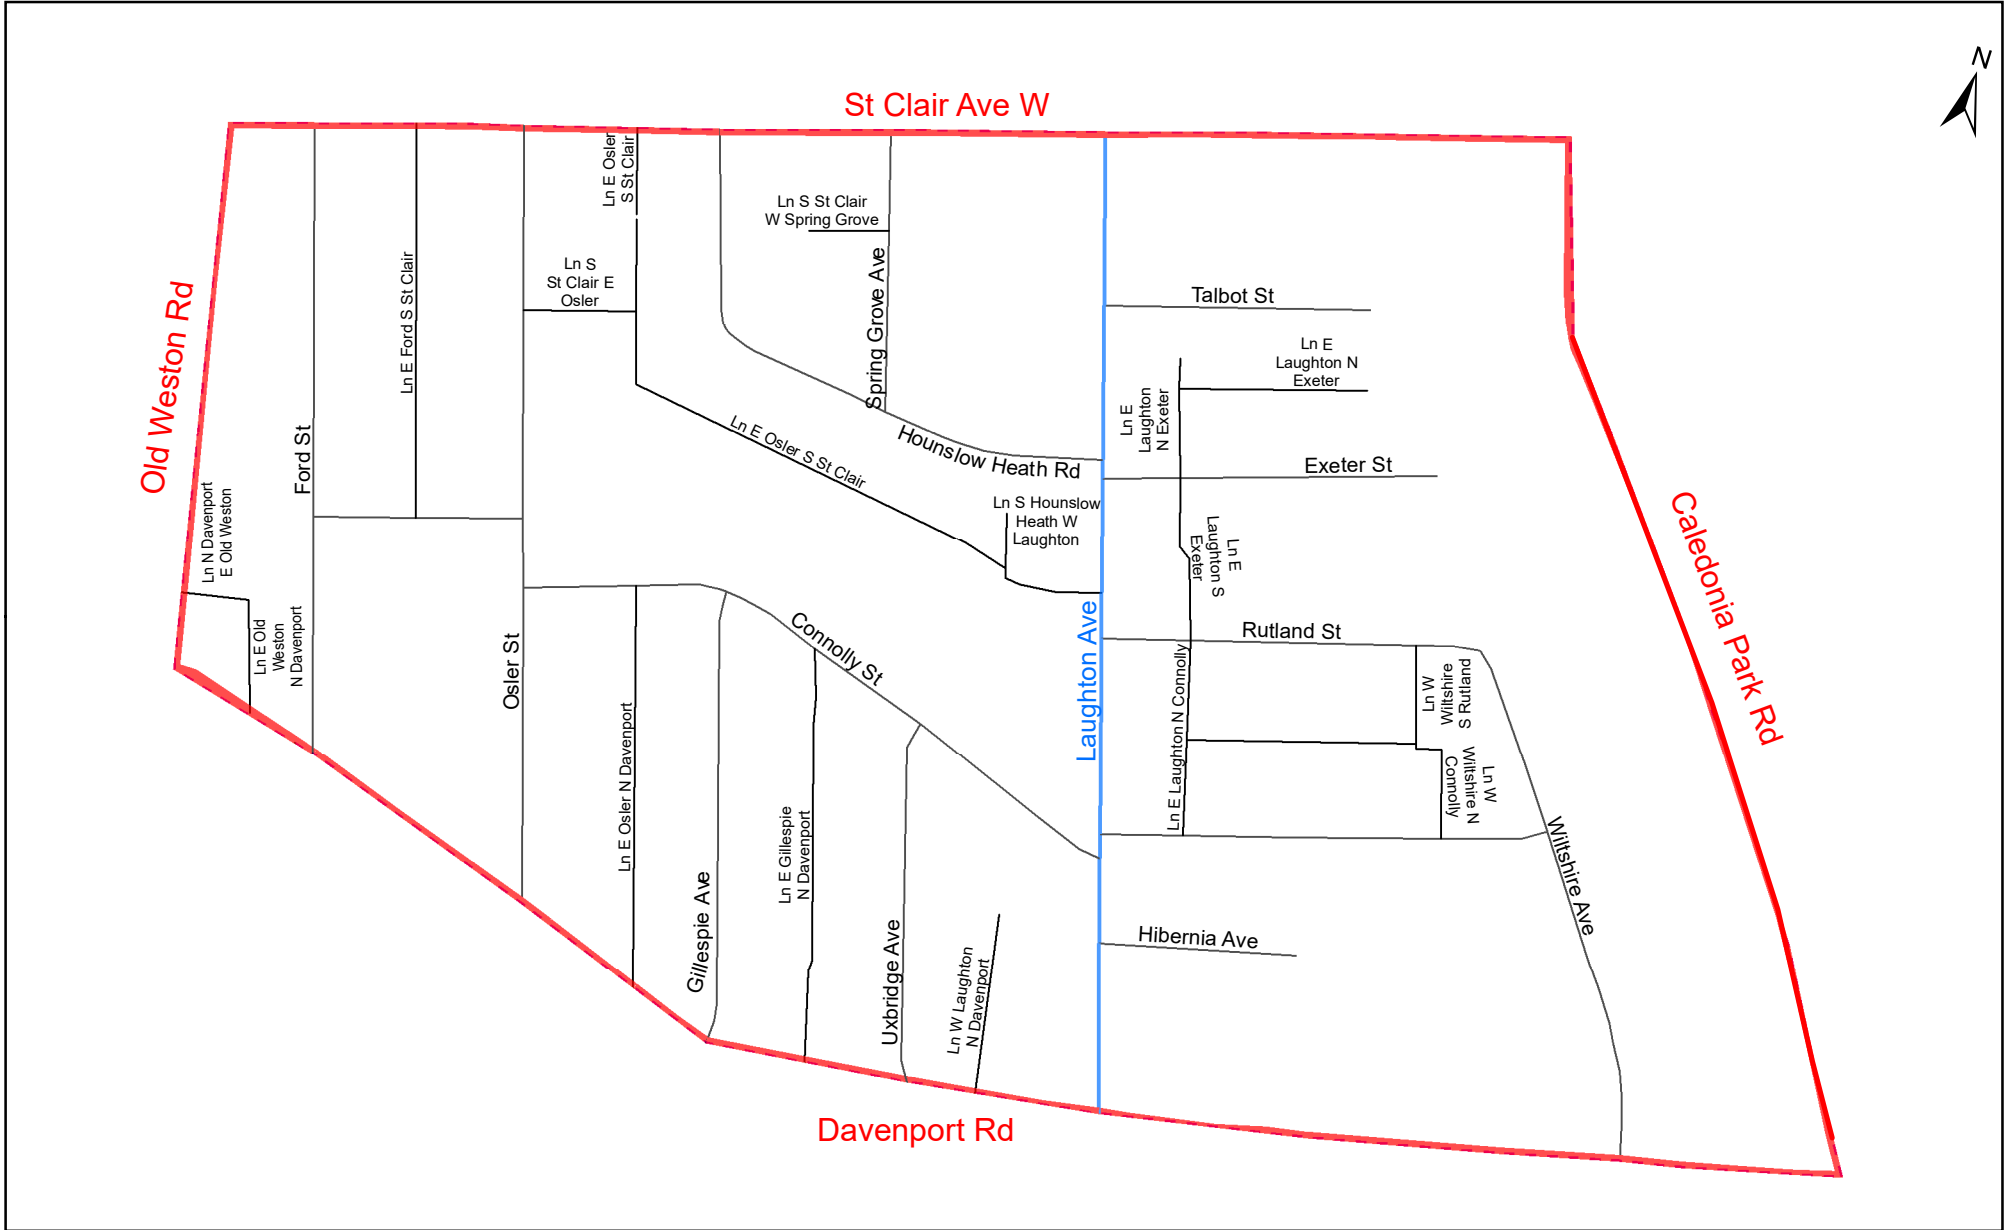 N
St Clair Ave W
Ln E Osler
S St Clair
Ln S St Clair
W Spring Grove
Ln S
St Clair E
Osler
Ln E Ford S St Clair
Spring Grove Ave
Talbot St
Old Weston Rd
Ln E
Laughton N
Exeter
Ln E
Laughton
N Exeter
Ford St
Ln E Osler S St Clair
Hounslow Heath Rd
Exeter St
Ln N Davenport
E Old Weston
Ln S Hounslow
Heath W
Laughton
Ln E
Laughton S
Exeter
Caledonia Park Rd
Ln E Old
Weston
N Davenport
Osler St
Connolly St
Laughton Ave
Rutland St
Ln E Laughton N Connolly
Ln W
Wiltshire
S Rutland
Ln W
Wiltshire N
Connolly
Ln E Osler N Davenport
Gillespie Ave
Ln E Gillespie
N Davenport
Uxbridge Ave
Ln W Laughton
N Davenport
Hibernia Ave
Wiltshire Ave
Davenport Rd